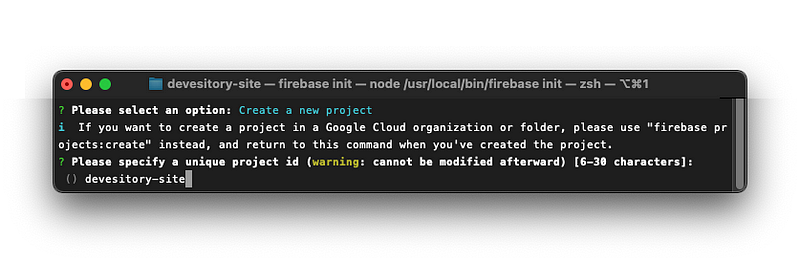 devesitory-site — firebase init — node /usr/local/bin/firebase init — zsh — ⌥⌘1
? Please select an option: Create a new project
i  If you want to create a project in a Google Cloud organization or folder, please use "firebase pr
ojects:create" instead, and return to this command when you've created the project.
? Please specify a unique project id (warning: cannot be modified afterward) [6-30 characters]:
 () devesitory-site